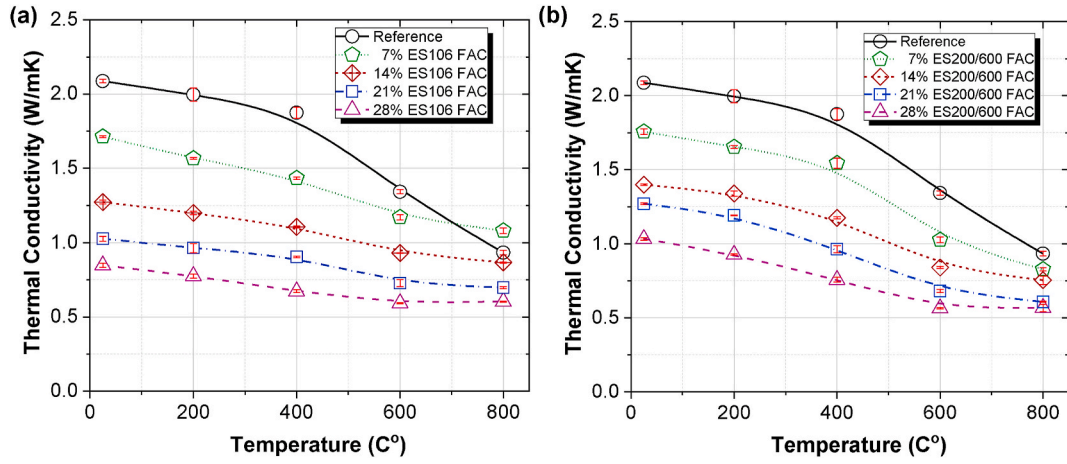 (a)
2.5
2.0
1.5
1.0
0.5
0.0
Thermal Conductivity (W/mK)
Reference
7% ES106 FAC
14% ES106 FAC
21% ES106 FAC
28% ES106 FAC
0
200
400
600
800
Temperature (C°)
(b)
2.5
2.0
1.5
1.0
0.5
0.0
Thermal Conductivity (W/mK)
Reference
7% ES200/600 FAC
14% ES200/600 FAC
21% ES200/600 FAC
28% ES200/600 FAC
0
200
400
600
800
Temperature (C°)